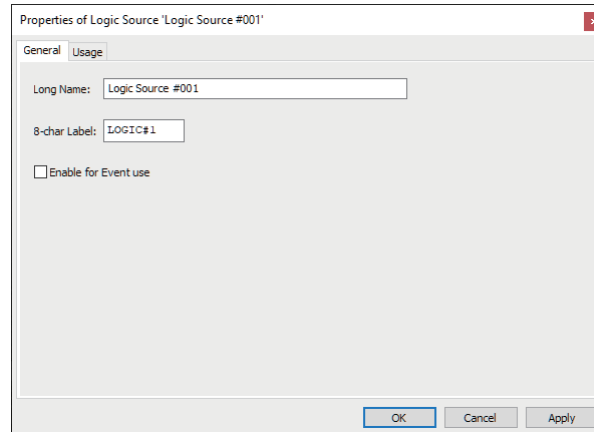 Properties of Logic Source 'Logic Source #001'
General Usage
Long Name: Logic Source #001
8-char Label: LOGIC#1
Enable for Event use
OK Cancel Apply